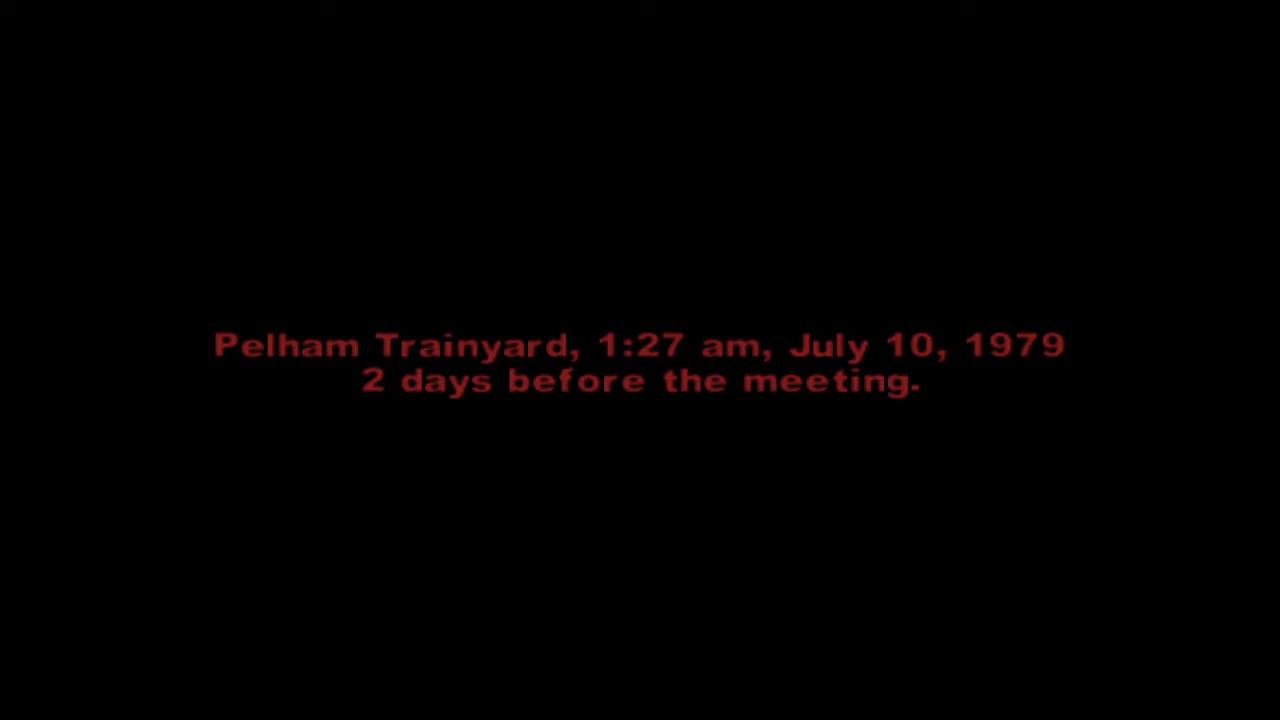 Pelham Trainyard, 1:27 am, July 10, 1979
2 days before the meeting.